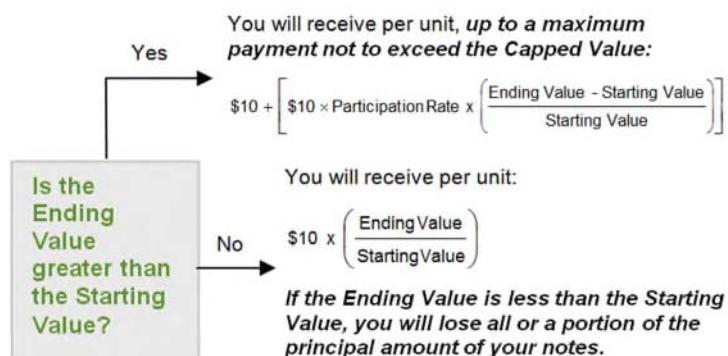 You will receive per unit, up to a maximum
payment not to exceed the Capped Value:
Yes
$10 + [ $10 × Participation Rate x ( Ending Value - Starting Value / Starting Value ) ]
Is the
Ending
Value
greater than
the Starting
Value?
No
You will receive per unit:
$10 x ( Ending Value / Starting Value )
If the Ending Value is less than the Starting
Value, you will lose all or a portion of the
principal amount of your notes.